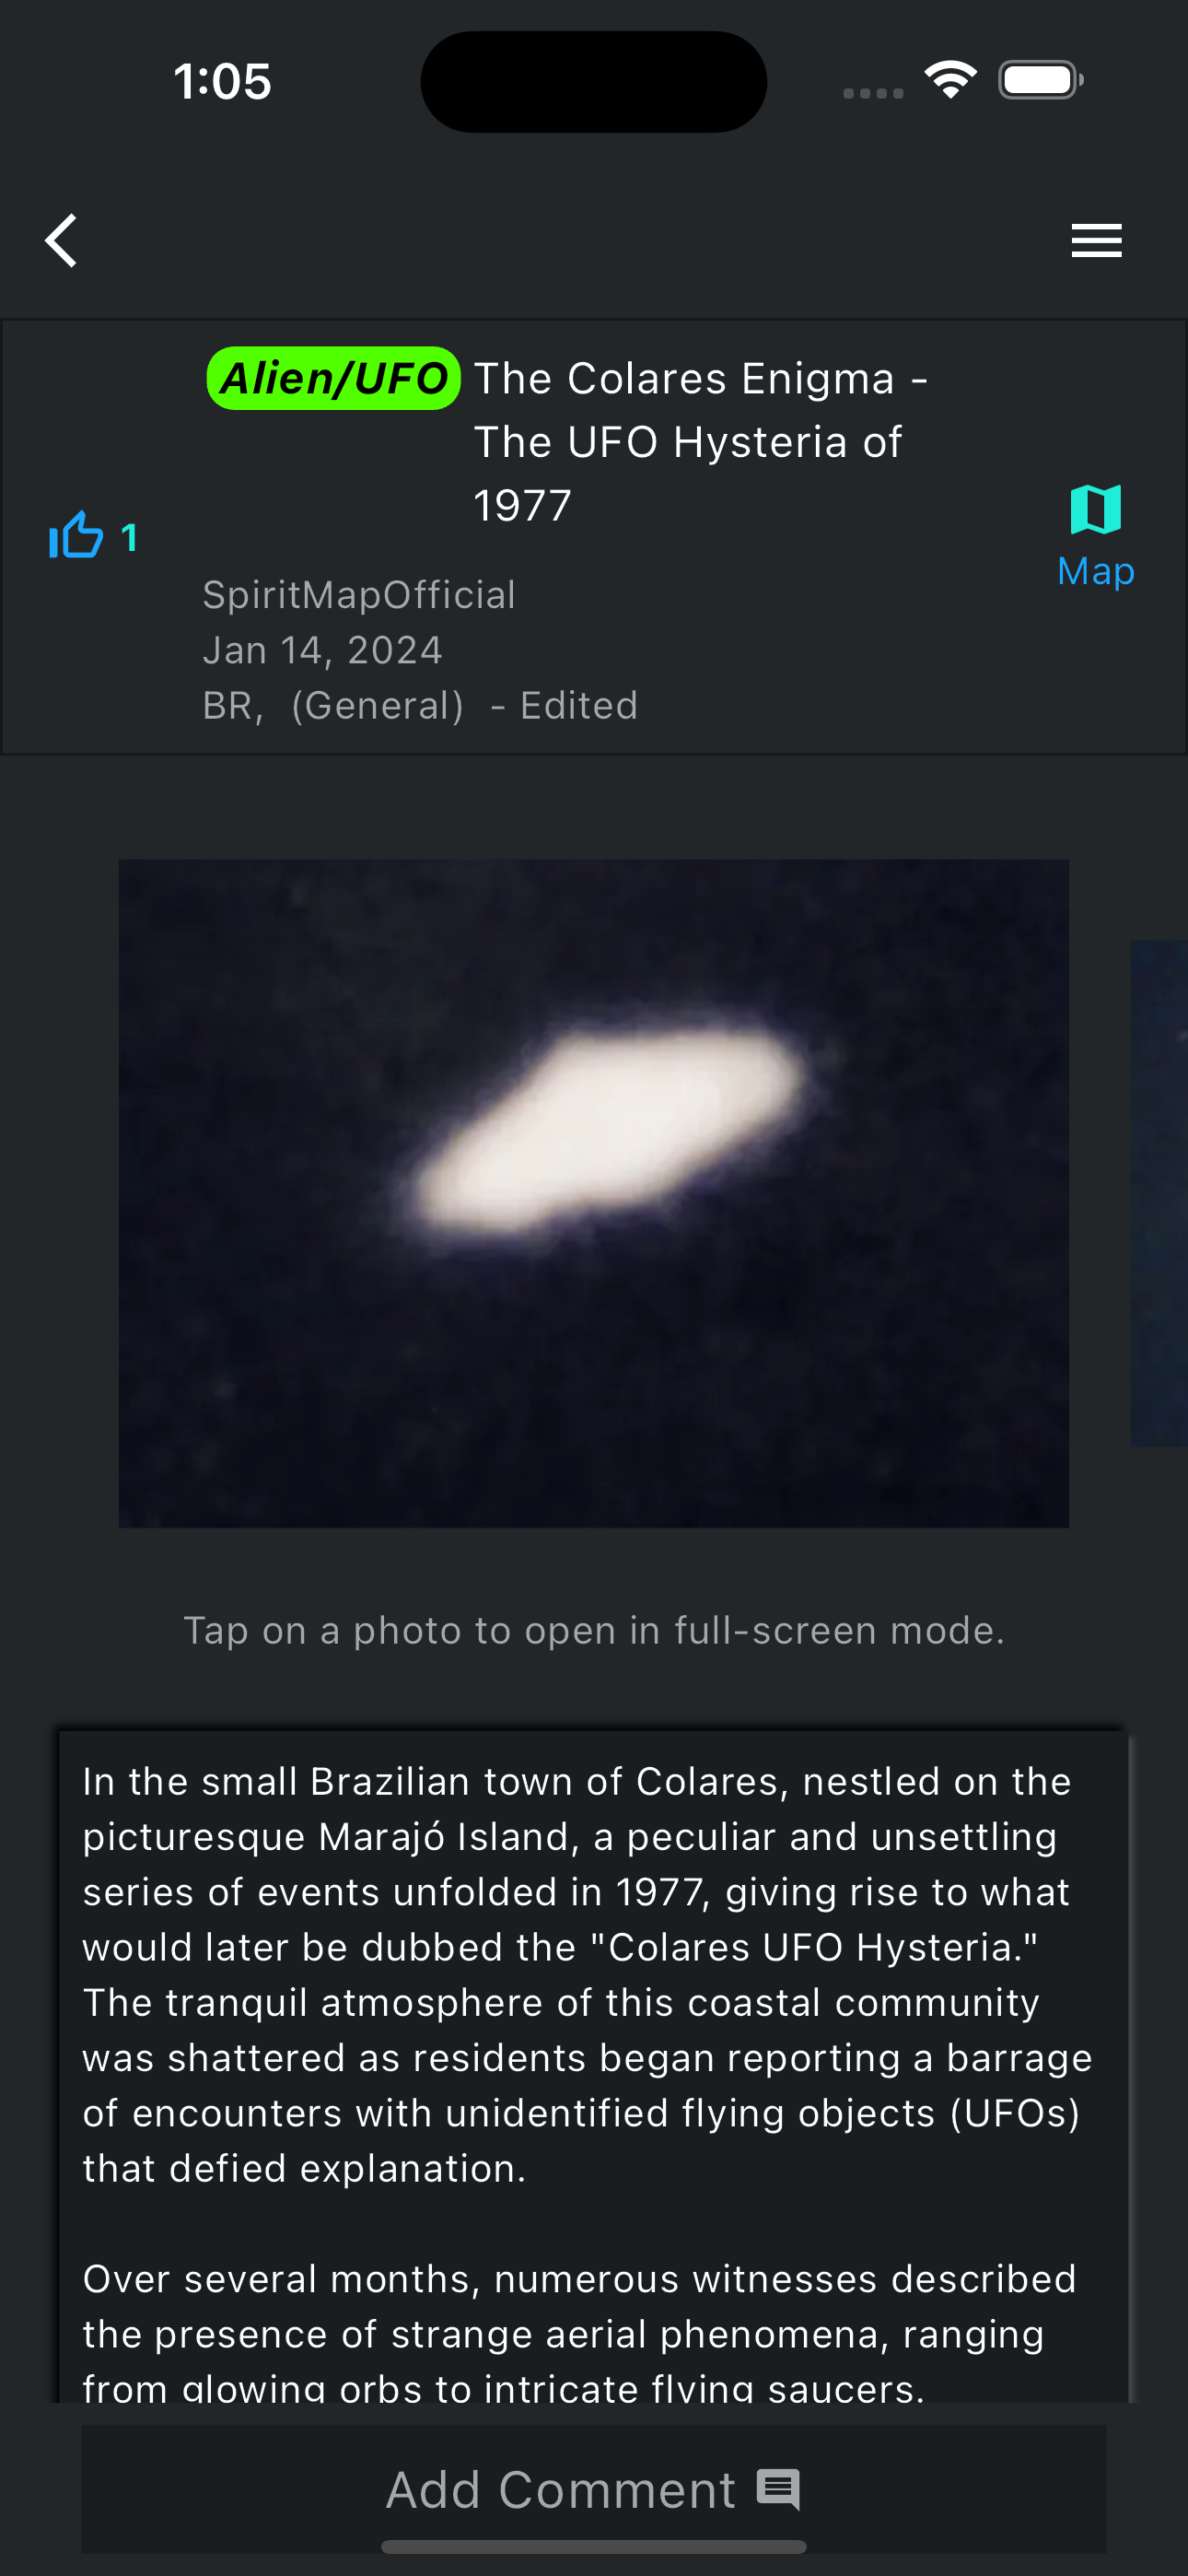 1:05
Alien/UFO The Colares Enigma -
The UFO Hysteria of
1977
1
Map
SpiritMapOfficial
Jan 14, 2024
BR,  (General)  - Edited
Tap on a photo to open in full-screen mode.
In the small Brazilian town of Colares, nestled on the
picturesque Marajó Island, a peculiar and unsettling
series of events unfolded in 1977, giving rise to what
would later be dubbed the "Colares UFO Hysteria."
The tranquil atmosphere of this coastal community
was shattered as residents began reporting a barrage
of encounters with unidentified flying objects (UFOs)
that defied explanation.
Over several months, numerous witnesses described
the presence of strange aerial phenomena, ranging
from glowing orbs to intricate flying saucers.
Add Comment